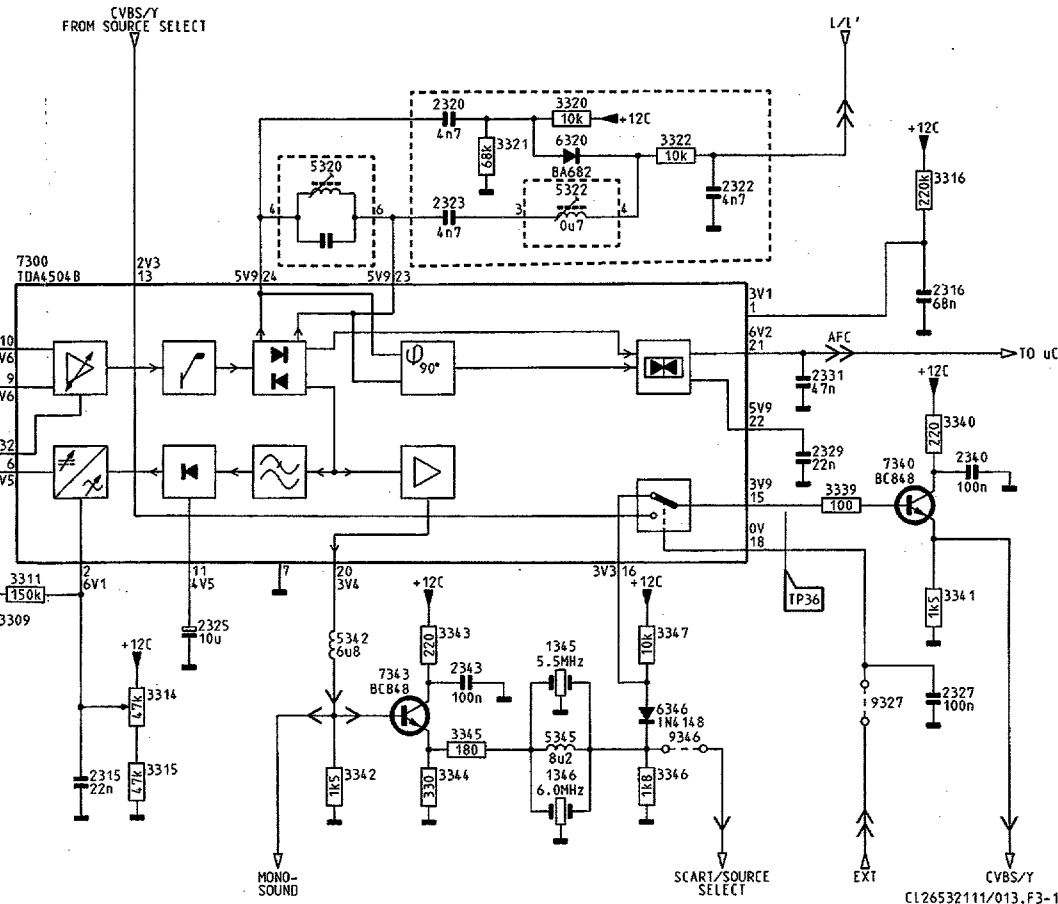 CVBS/Y
FROM SOURCE SELECT
L/L'
2320
4n7
3320
10k
+12C
3321
68k
6320
BA682
3322
10k
2322
4n7
+12C
3316
220k
5320
4
6
2323
4n7
5322
3
4
0u7
2316
68n
7300
TDA4504B
2V3
13
5V9 24
5V9 23
3V1
1
6V2
21
AFC
TO uC
10
V6
9
V6
φ
90°
2331
47n
+12C
3340
220
5V9
22
32
6
V5
2329
22n
7340
BC848
2340
100n
3V9
15
3339
100
0V
18
2
6V1
11
4V5
7
20
3V4
3V3 16
TP36
3311
150k
3309
+12C
+12C
2325
10u
5342
6u8
3343
220
1345
5.5MHz
3347
10k
3341
1k5
+12C
3314
47k
7343
BC848
2343
100n
6346
1N4148
9327
2327
100n
3345
180
5345
8u2
9346
2315
22n
3315
47k
3342
1k5
3344
330
1346
6.0MHz
3346
1k8
MONO-
SOUND
SCART/SOURCE
SELECT
EXT
CVBS/Y
CL26532111/013.F3-1